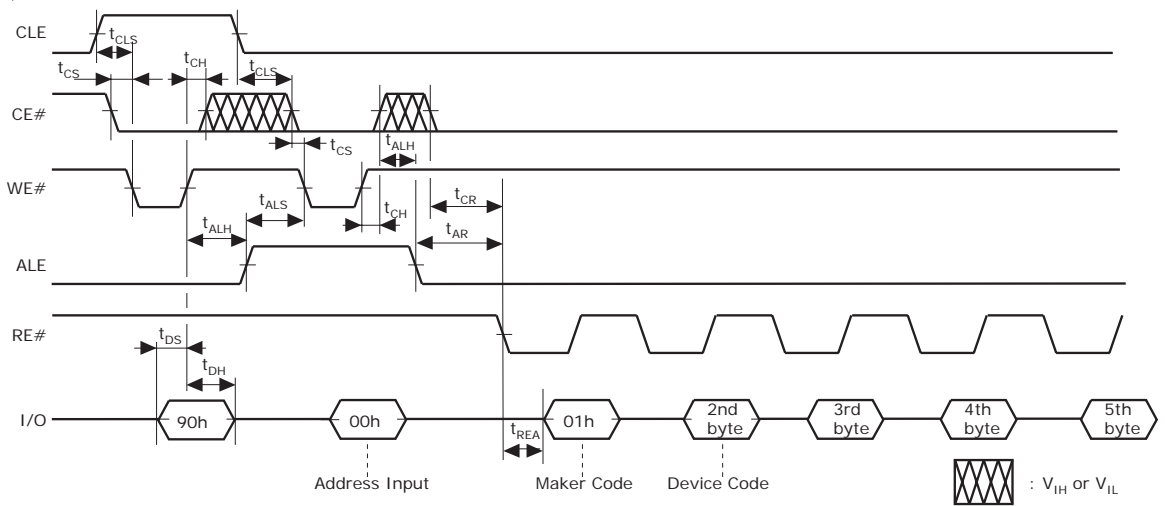 CLE
tCLS
tCH
tCLS
tCS
CE#
tCS
tALH
WE#
tALS
tCH
tCR
tALH
tAR
ALE
RE#
tDS
tDH
I/O
90h
00h
tREA
01h
2nd
byte
3rd
byte
4th
byte
5th
byte
Address Input
Maker Code
Device Code
: VIH or VIL